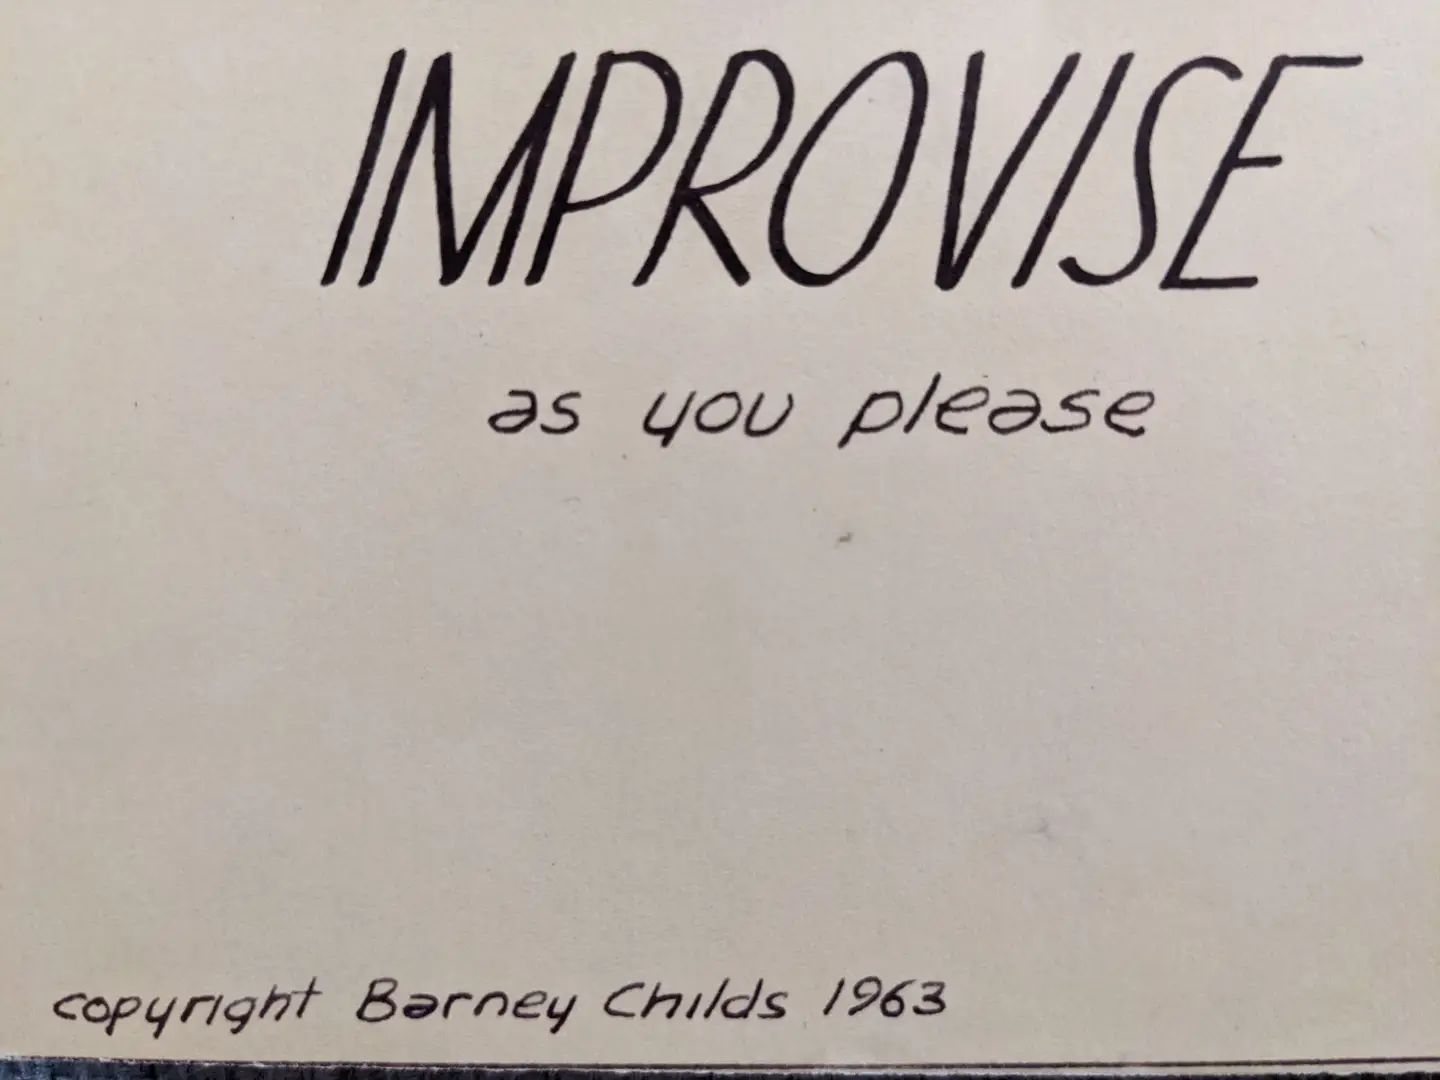 IMPROVISE
as you please
copyright Barney Childs 1963